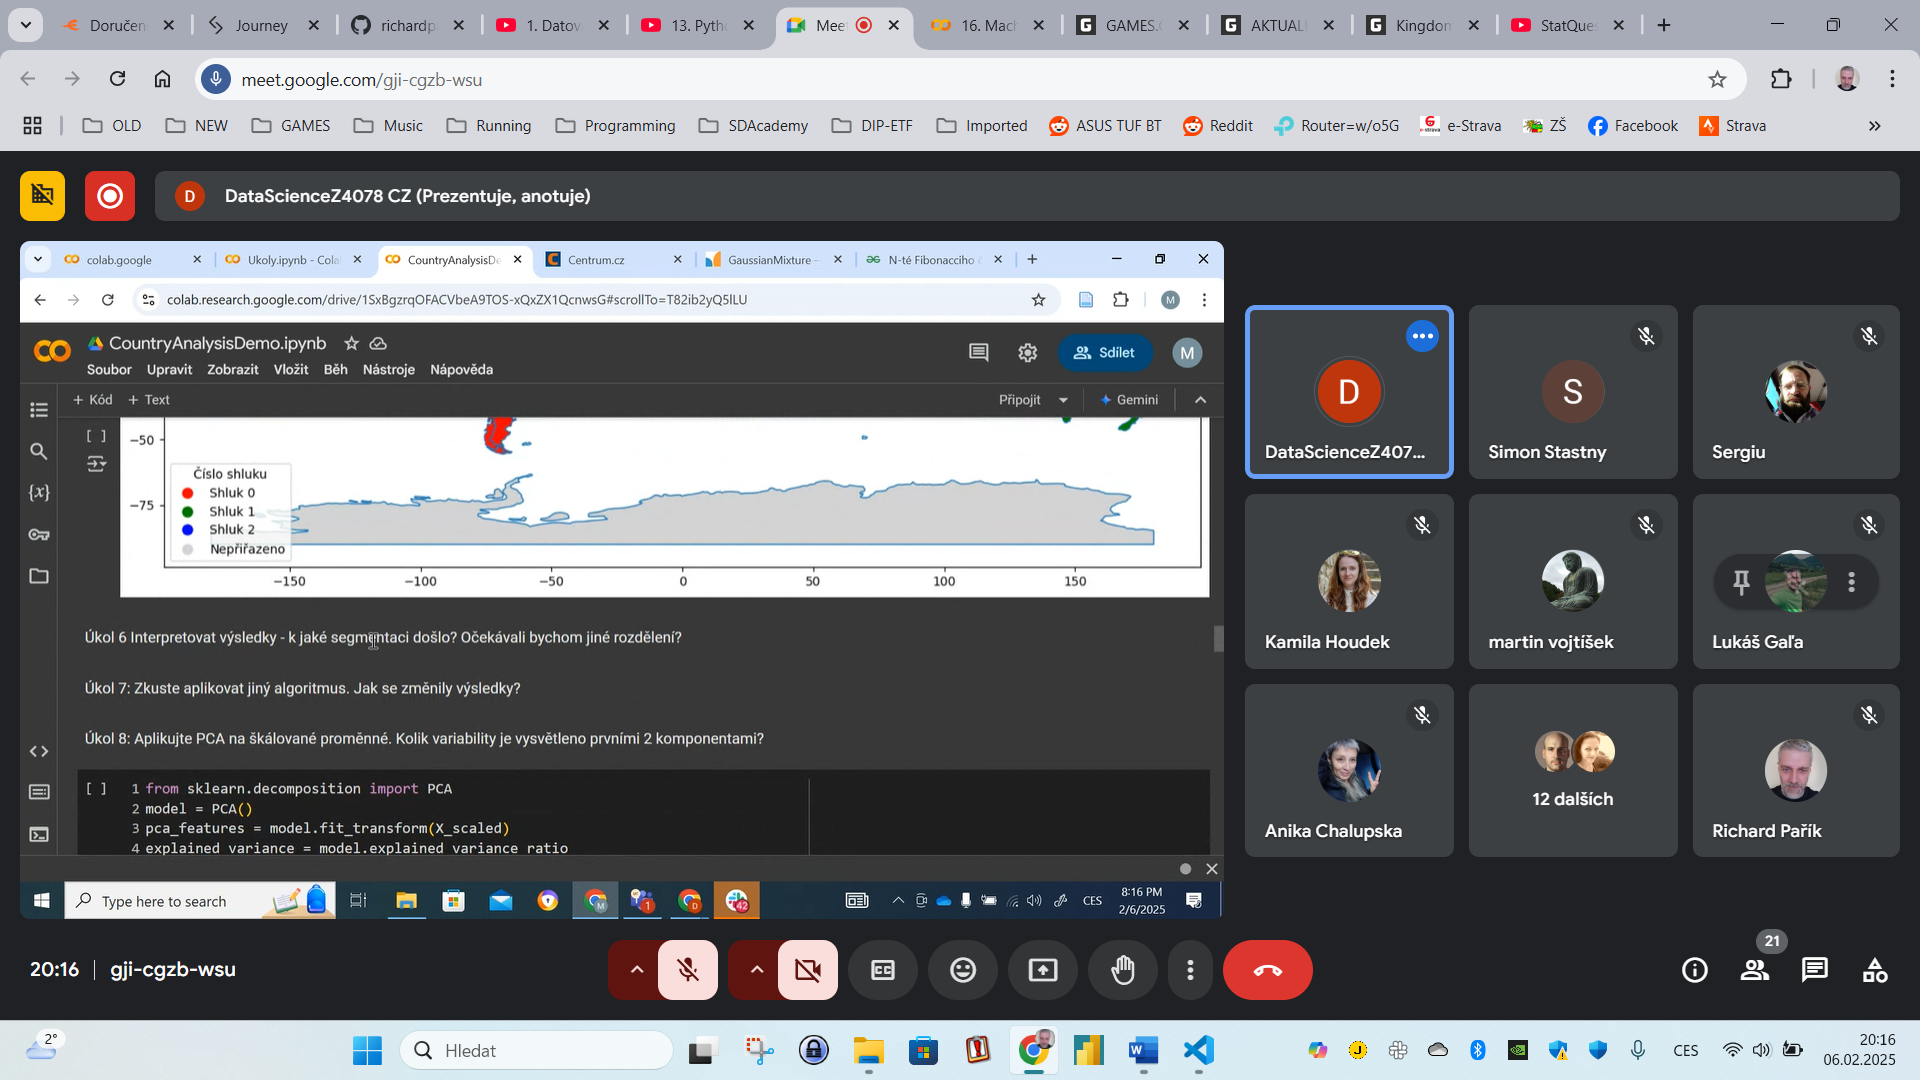 Doručen
Journey
richardp
1. Datov
13. Pyth
Mee
16. Mach
GAMES.
AKTUAL
Kingdom
StatQues
meet.google.com/gji-cgzb-wsu
OLD
NEW
GAMES
Music
Running
Programming
SDAcademy
DIP-ETF
Imported
ASUS TUF BT
Reddit
Router=w/o5G
e-Strava
ZŠ
Facebook
Strava
D
DataScienceZ4078 CZ (Prezentuje, anotuje)
colab.google
Ukoly.ipynb - Cola
CountryAnalysisDe
Centrum.cz
GaussianMixture
N-té Fibonacciho
colab.research.google.com/drive/1SxBgzrqOFACVbeA9TOS-xQxZX1QcnwsG#scrollTo=T82ib2yQ5lLU
M
CountryAnalysisDemo.ipynb
Soubor Upravit Zobrazit Vložit Běh Nástroje Nápověda
Sdílet
M
+ Kód + Text
Připojit
Gemini
[ ]
−50
−75
Číslo shluku
Shluk 0
Shluk 1
Shluk 2
Nepřiřazeno
−150 −100 −50 0 50 100 150
Úkol 6 Interpretovat výsledky - k jaké segmentaci došlo? Očekávali bychom jiné rozdělení?
Úkol 7: Zkuste aplikovat jiný algoritmus. Jak se změnily výsledky?
Úkol 8: Aplikujte PCA na škálované proměnné. Kolik variability je vysvětleno prvními 2 komponentami?
[ ]
1 from sklearn.decomposition import PCA
2 model = PCA()
3 pca_features = model.fit_transform(X_scaled)
4 explained_variance = model.explained_variance_ratio
Type here to search
1
42
CES
8:16 PM
2/6/2025
D
DataScienceZ407...
S
Simon Stastny
Sergiu
Kamila Houdek
martin vojtíšek
Lukáš Gaľa
Anika Chalupska
12 dalších
Richard Pařík
20:16
gji-cgzb-wsu
21
2°
Hledat
CES
20:16
06.02.2025